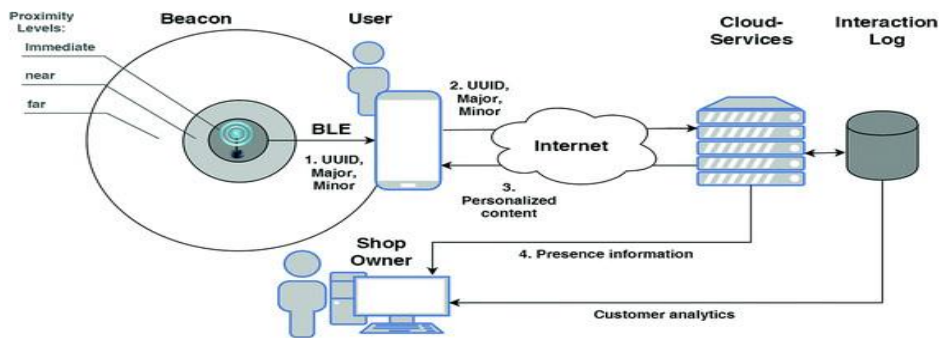 Proximity
Levels:
Immediate
near
far
Beacon
User
Cloud-
Services
Interaction
Log
BLE
1. UUID,
Major,
Minor
2. UUID,
Major,
Minor
Internet
3.
Personalized
content
Shop
Owner
4. Presence information
Customer analytics